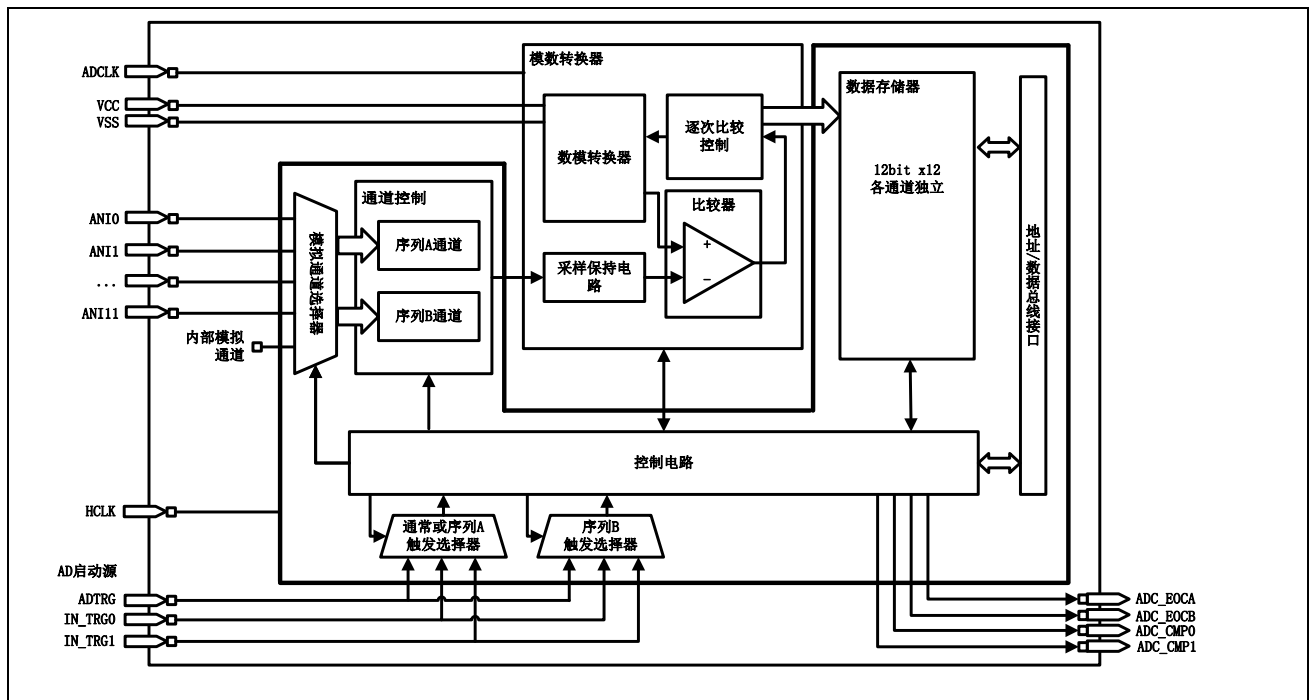 ADCLK
VCC
VSS
ANI0
ANI1
...
ANI11
内部模拟
通道
HCLK
AD启动源
ADTRG
IN_TRG0
IN_TRG1
模拟通道选择器
通道控制
序列A通道
序列B通道
模数转换器
数模转换器
逐次比较
控制
比较器
+
−
采样保持电
路
数据存储器
12bit x12
各通道独立
地址/数据总线接口
控制电路
通常或序列A
触发选择器
序列B
触发选择器
ADC_EOCA
ADC_EOCB
ADC_CMP0
ADC_CMP1